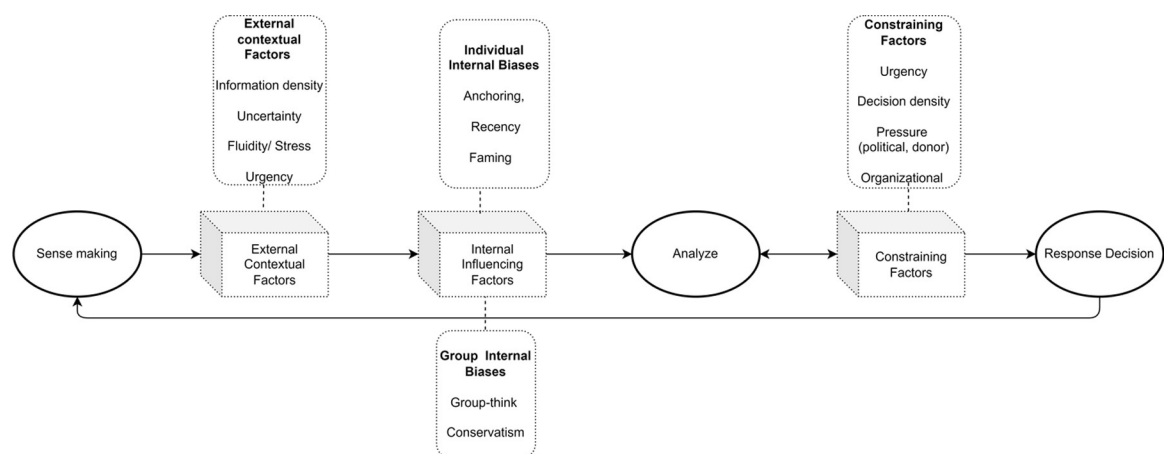 External
contextual
Factors
Information density
Uncertainty
Fluidity/ Stress
Urgency
Individual
Internal Biases
Anchoring,
Recency
Faming
Constraining
Factors
Urgency
Decision density
Pressure
(political, donor)
Organizational
Sense making
External
Contextual
Factors
Internal
Influencing
Factors
Analyze
Constraining
Factors
Response Decision
Group Internal
Biases
Group-think
Conservatism